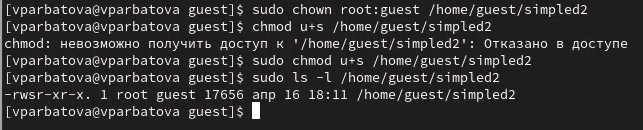 [vparbatova@vparbatova guest]$ sudo chown root:guest /home/guest/simpled2
[vparbatova@vparbatova guest]$ chmod u+s /home/guest/simpled2
chmod: невозможно получить доступ к '/home/guest/simpled2': Отказано в доступе
[vparbatova@vparbatova guest]$ sudo chmod u+s /home/guest/simpled2
[vparbatova@vparbatova guest]$ sudo ls -l /home/guest/simpled2
-rwsr-xr-x. 1 root guest 17656 апр 16 18:11 /home/guest/simpled2
[vparbatova@vparbatova guest]$